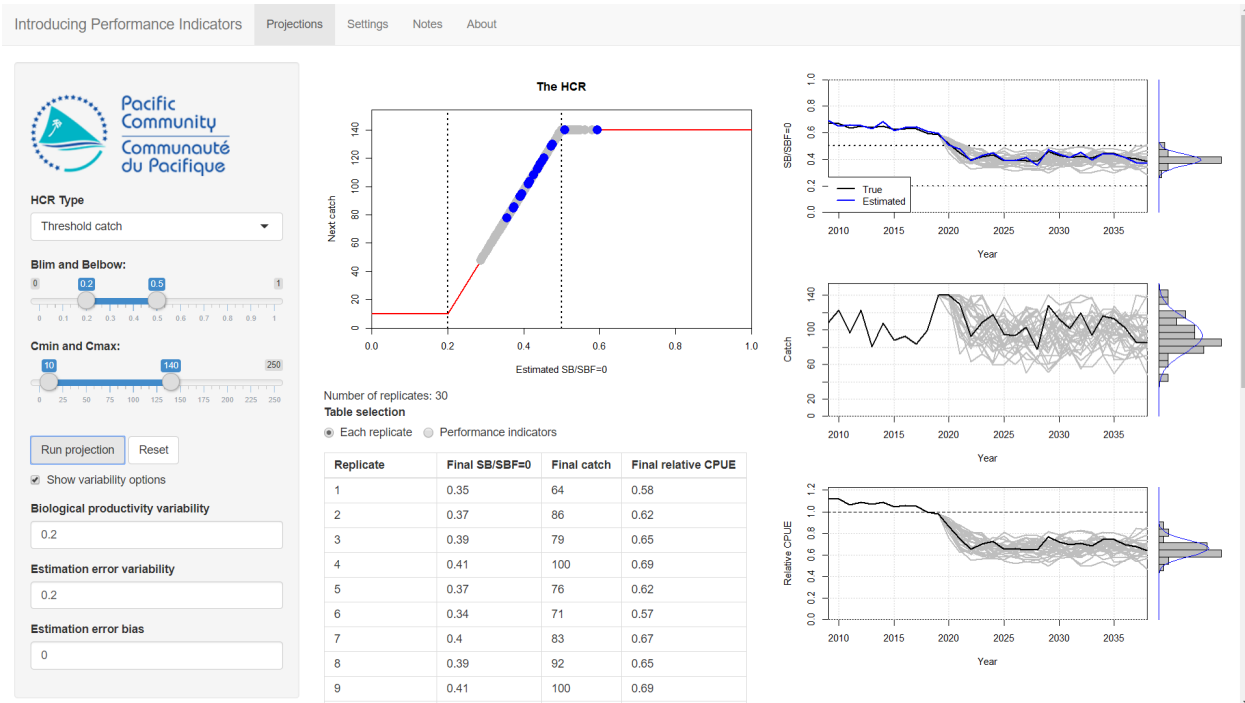 Introducing Performance Indicators Projections Settings Notes About
Pacific
Community
Communauté
du Pacifique
HCR Type
Threshold catch
Blim and Belbow:
0 0.2 0.5 1
0 0.1 0.2 0.3 0.4 0.5 0.6 0.7 0.8 0.9 1
Cmin and Cmax:
10 140 250
0 25 50 75 100 125 150 175 200 225 250
Run projection Reset
Show variability options
Biological productivity variability
0.2
Estimation error variability
0.2
Estimation error bias
0
The HCR
Next catch
0 20 40 60 80 100 120 140
0.0 0.2 0.4 0.6 0.8 1.0
Estimated SB/SBF=0
Number of replicates: 30
Table selection
Each replicate Performance indicators
Replicate Final SB/SBF=0 Final catch Final relative CPUE
1 0.35 64 0.58
2 0.37 86 0.62
3 0.39 79 0.65
4 0.41 100 0.69
5 0.37 76 0.62
6 0.34 71 0.57
7 0.4 83 0.67
8 0.39 92 0.65
9 0.41 100 0.69
SB/SBF=0
0.0 0.2 0.4 0.6 0.8 1.0
True
Estimated
2010 2015 2020 2025 2030 2035
Year
Catch
0 20 60 100 140
2010 2015 2020 2025 2030 2035
Year
Relative CPUE
0.0 0.2 0.4 0.6 0.8 1.0 1.2
2010 2015 2020 2025 2030 2035
Year